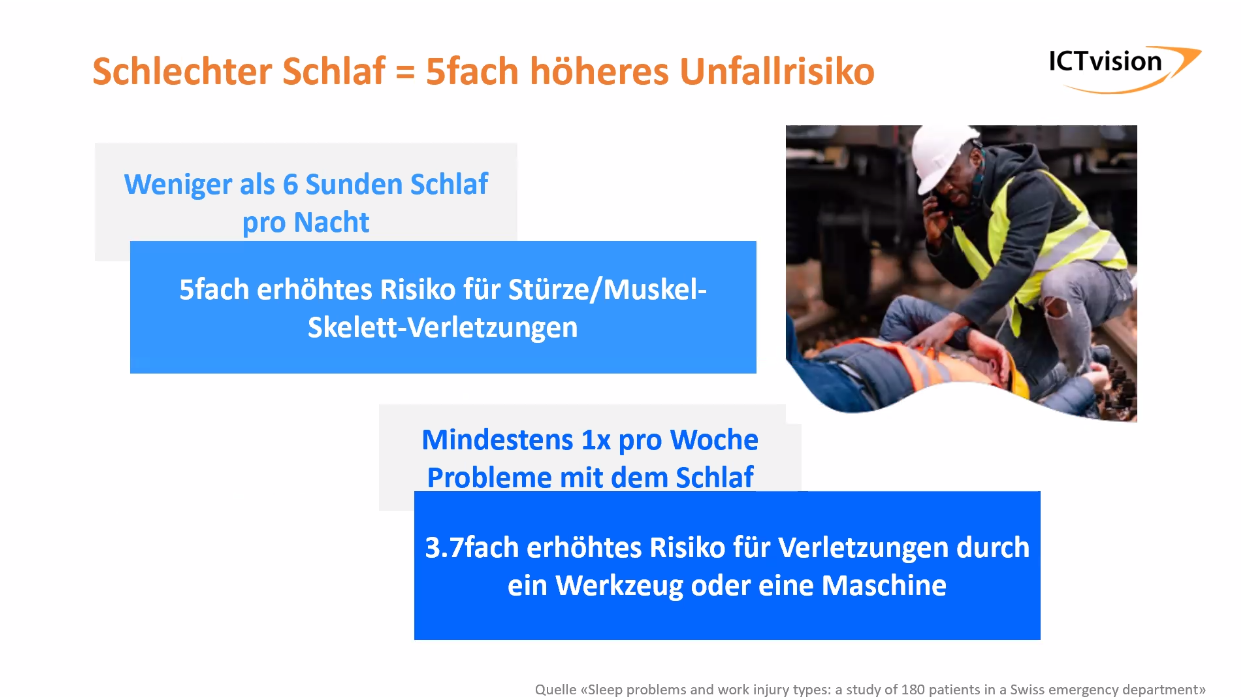 Schlechter Schlaf = 5fach höheres Unfallrisiko
ICTvision
Weniger als 6 Sunden Schlaf
pro Nacht
5fach erhöhtes Risiko für Stürze/Muskel-
Skelett-Verletzungen
Mindestens 1x pro Woche
Probleme mit dem Schlaf
3.7fach erhöhtes Risiko für Verletzungen durch
ein Werkzeug oder eine Maschine
Quelle «Sleep problems and work injury types: a study of 180 patients in a Swiss emergency department»